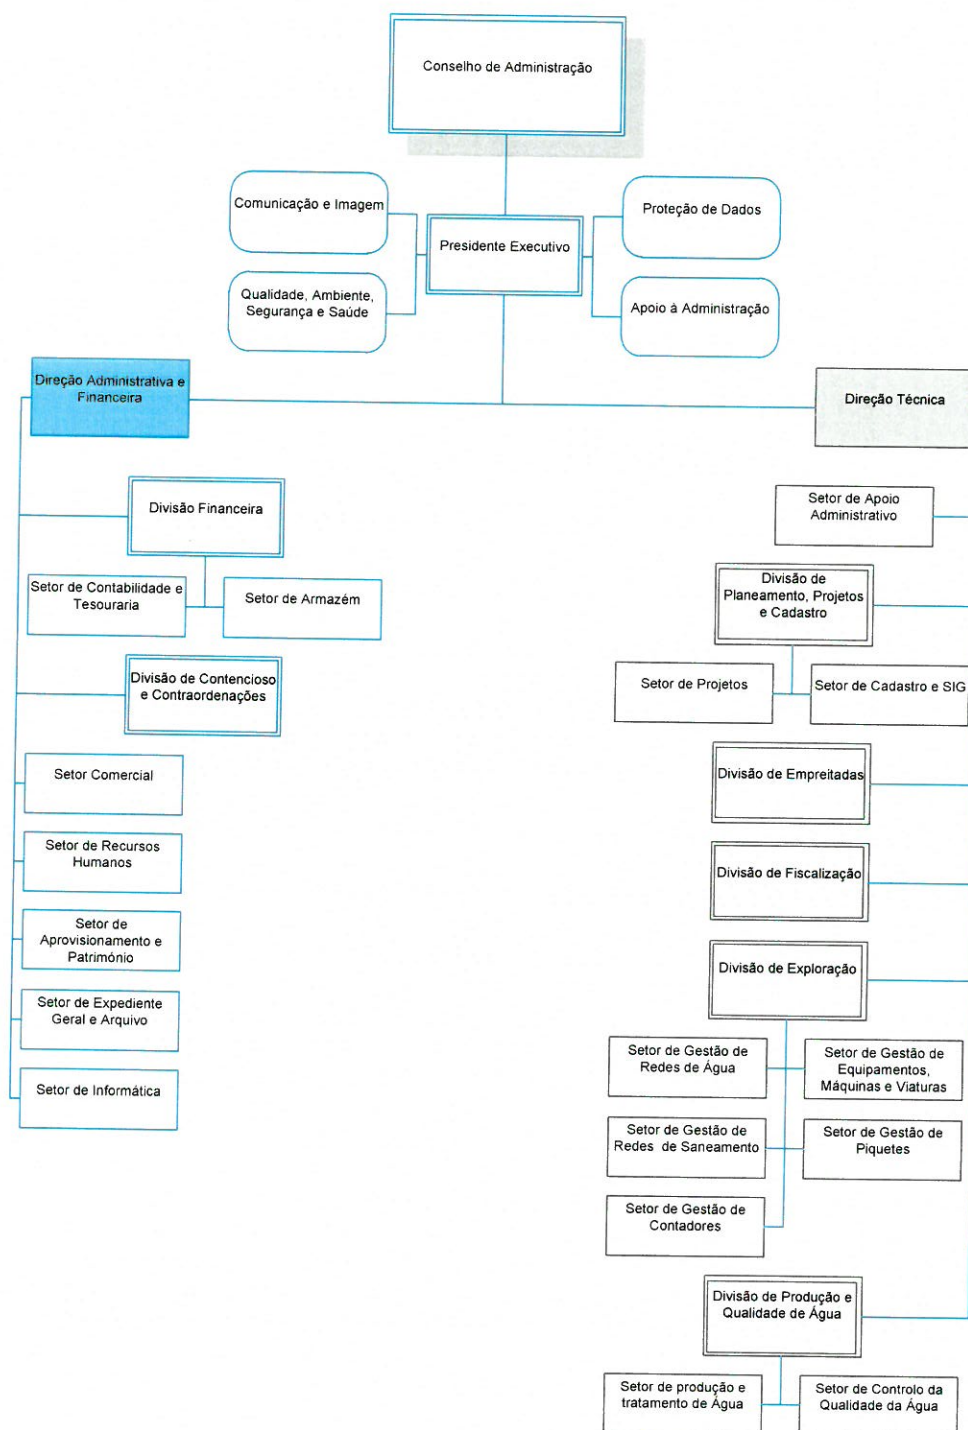 Conselho de Administração
Comunicação e Imagem
Proteção de Dados
Presidente Executivo
Qualidade, Ambiente,
Segurança e Saúde
Apoio à Administração
Direção Administrativa e
Financeira
Direção Técnica
Divisão Financeira
Setor de Contabilidade e
Tesouraria
Setor de Armazém
Divisão de Contencioso
e Contraordenações
Setor Comercial
Setor de Recursos
Humanos
Setor de
Aprovisionamento e
Património
Setor de Expediente
Geral e Arquivo
Setor de Informática
Setor de Apoio
Administrativo
Divisão de
Planeamento, Projetos
e Cadastro
Setor de Projetos
Setor de Cadastro e SIG
Divisão de Empreitadas
Divisão de Fiscalização
Divisão de Exploração
Setor de Gestão de
Redes de Água
Setor de Gestão de
Equipamentos,
Máquinas e Viaturas
Setor de Gestão de
Redes de Saneamento
Setor de Gestão de
Piquetes
Setor de Gestão de
Contadores
Divisão de Produção e
Qualidade de Água
Setor de produção e
tratamento de Água
Setor de Controlo da
Qualidade da Água